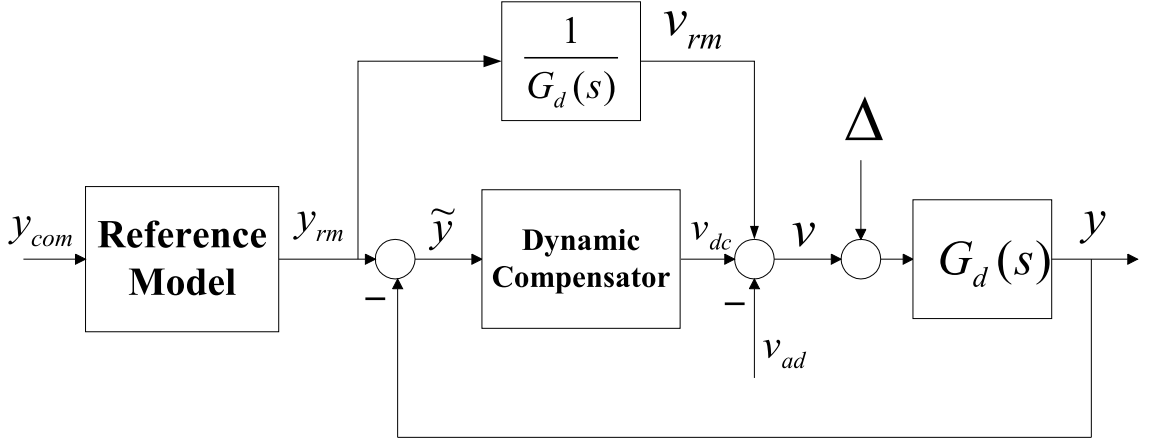 1
G_d(s)
v_rm
Δ
y_com
Reference
Model
y_rm
ỹ
Dynamic
Compensator
v_dc
v
G_d(s)
y
−
−
v_ad